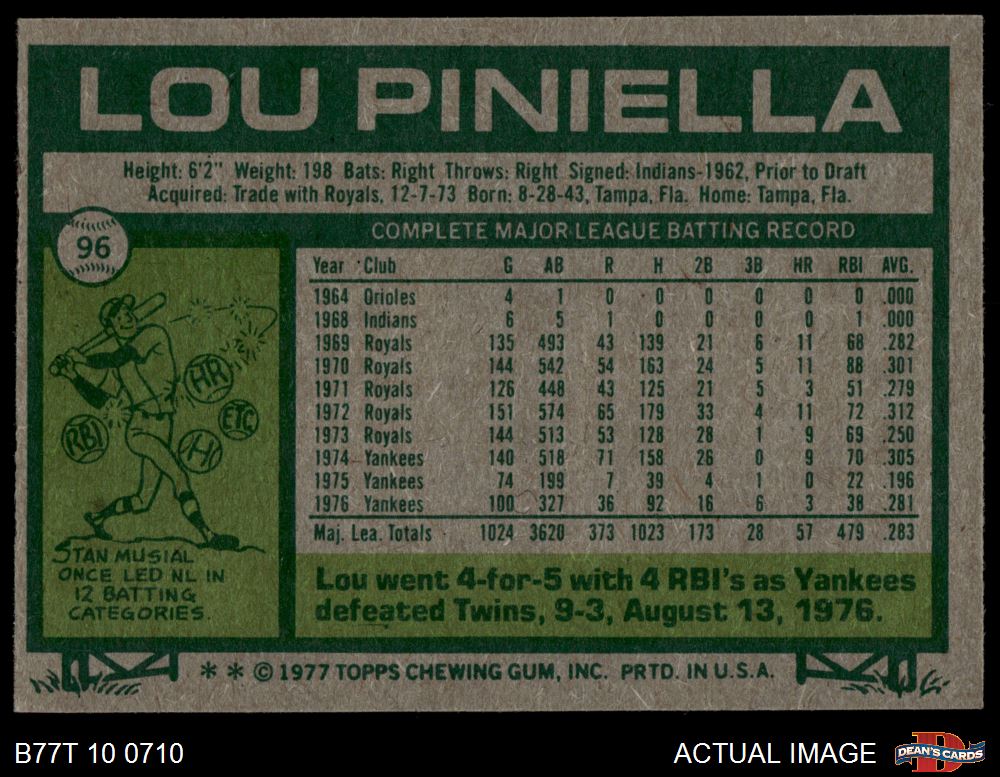 LOU PINIELLA
Height: 6'2" Weight: 198 Bats: Right Throws: Right Signed: Indians-1962, Prior to Draft
Acquired: Trade with Royals, 12-7-73 Born: 8-28-43, Tampa, Fla. Home: Tampa, Fla.
96
COMPLETE MAJOR LEAGUE BATTING RECORD
Year Club G AB R H 2B 3B HR RBI AVG.
1964 Orioles 4 1 0 0 0 0 0 0 .000
1968 Indians 6 5 1 0 0 0 0 1 .000
1969 Royals 135 493 43 139 21 6 11 68 .282
1970 Royals 144 542 54 163 24 5 11 88 .301
1971 Royals 126 448 43 125 21 5 3 51 .279
1972 Royals 151 574 65 179 33 4 11 72 .312
1973 Royals 144 513 53 128 28 1 9 69 .250
1974 Yankees 140 518 71 158 26 0 9 70 .305
1975 Yankees 74 199 7 39 4 1 0 22 .196
1976 Yankees 100 327 36 92 16 6 3 38 .281
Maj. Lea. Totals 1024 3620 373 1023 173 28 57 479 .283
HR
ETC
RBI
H
STAN MUSIAL
ONCE LED NL IN
12 BATTING
CATEGORIES.
Lou went 4-for-5 with 4 RBI's as Yankees
defeated Twins, 9-3, August 13, 1976.
* * © 1977 TOPPS CHEWING GUM, INC. PRTD. IN U.S.A.
B77T 10 0710
ACTUAL IMAGE
D
DEAN'S CARDS